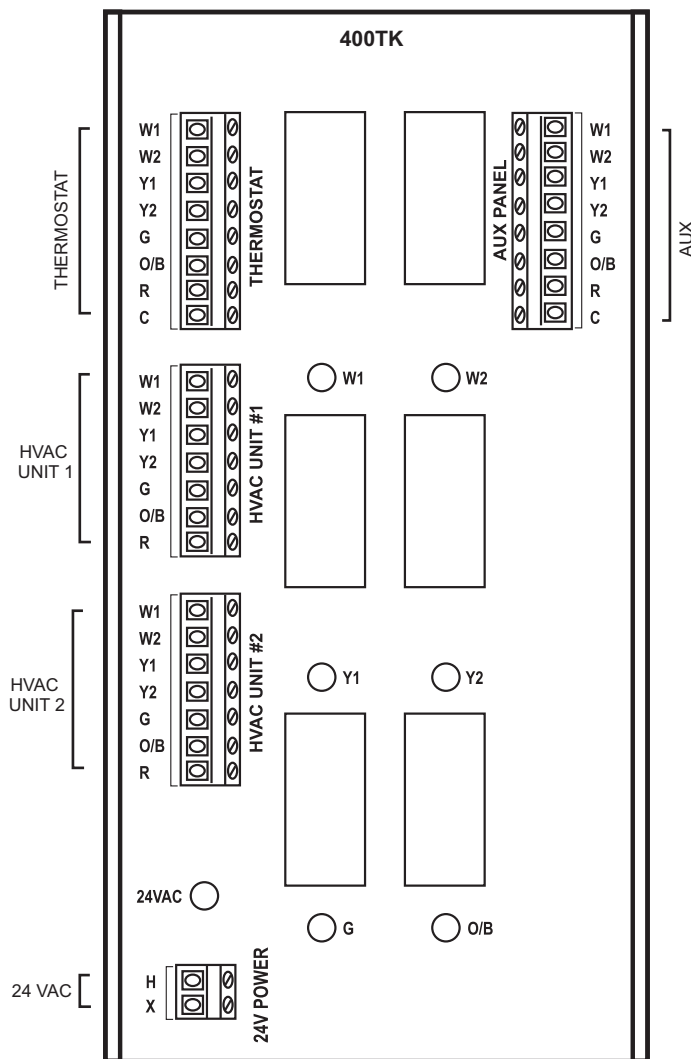 400TK
THERMOSTAT
W1
W2
Y1
Y2
G
O/B
R
C
THERMOSTAT
AUX PANEL
W1
W2
Y1
Y2
G
O/B
R
C
AUX
W1
W2
HVAC
UNIT 1
W1
W2
Y1
Y2
G
O/B
R
HVAC UNIT #1
HVAC
UNIT 2
W1
W2
Y1
Y2
G
O/B
R
HVAC UNIT #2
Y1
Y2
24VAC
G
O/B
24 VAC
H
X
24V POWER